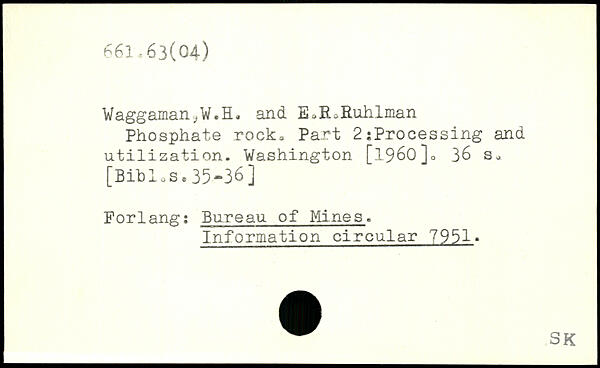 661.63(04)
Waggaman,W.H. and E.R.Ruhlman
Phosphate rock. Part 2:Processing and
utilization. Washington [1960]. 36 s.
[Bibl.s.35-36]
Forlang: Bureau of Mines.
Information circular 7951.
SK